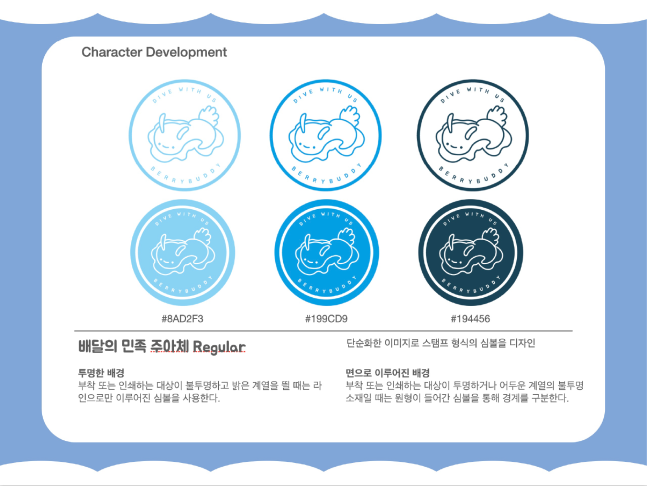 Character Development
DIVE WITH US
BERRYBUDDY
DIVE WITH US
BERRYBUDDY
DIVE WITH US
BERRYBUDDY
DIVE WITH US
BERRYBUDDY
DIVE WITH US
BERRYBUDDY
DIVE WITH US
BERRYBUDDY
#8AD2F3
#199CD9
#194456
배달의 민족 주아체 Regular
단순화한 이미지로 스탬프 형식의 심볼을 디자인
투명한 배경
부착 또는 인쇄하는 대상이 불투명하고 밝은 계열을 띌 때는 라
인으로만 이루어진 심볼을 사용한다.
면으로 이루어진 배경
부착 또는 인쇄하는 대상이 투명하거나 어두운 계열의 불투명
소재일 때는 원형이 들어간 심볼을 통해 경계를 구분한다.